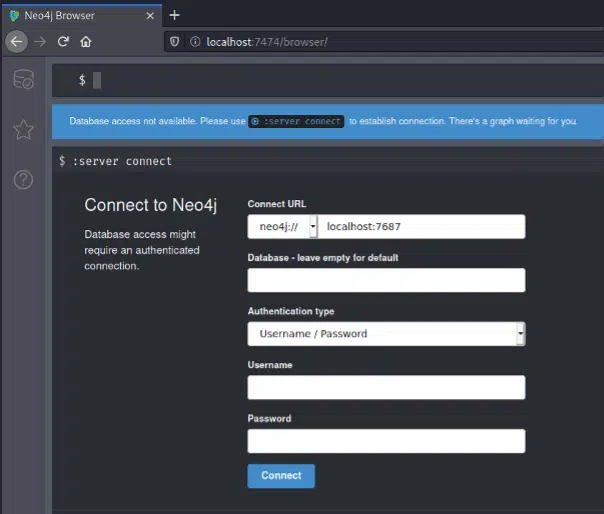 Neo4j Browser
localhost:7474/browser/
$
Database access not available. Please use :server connect to establish connection. There's a graph waiting for you.
$ :server connect
Connect to Neo4j
Database access might
require an authenticated
connection.
Connect URL
neo4j:// localhost:7687
Database - leave empty for default
Authentication type
Username / Password
Username
Password
Connect